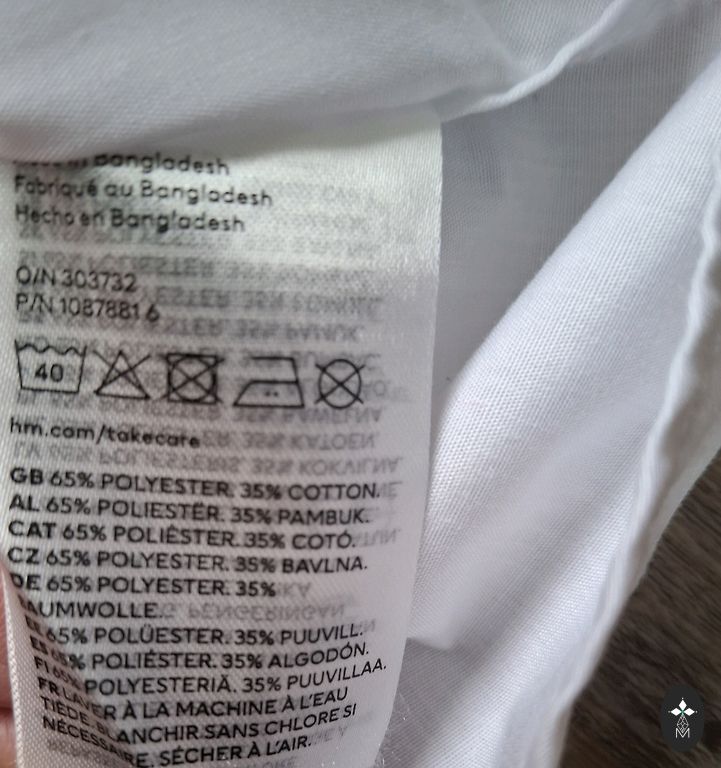 Made in Bangladesh
Fabriqué au Bangladesh
Hecho en Bangladesh
O/N 303732
P/N 1087881 6
40
hm.com/takecare
GB 65% POLYESTER. 35% COTTON.
AL 65% POLIESTËR. 35% PAMBUK.
CAT 65% POLIÈSTER. 35% COTÓ.
CZ 65% POLYESTER. 35% BAVLNA.
DE 65% POLYESTER. 35%
BAUMWOLLE.
EE 65% POLÜESTER. 35% PUUVILL.
ES 65% POLIÉSTER. 35% ALGODÓN.
FI 65% POLYESTERIÄ. 35% PUUVILLAA.
FR LAVER À LA MACHINE À L'EAU
TIÈDE. BLANCHIR SANS CHLORE SI
NÉCESSAIRE. SÉCHER À L'AIR.